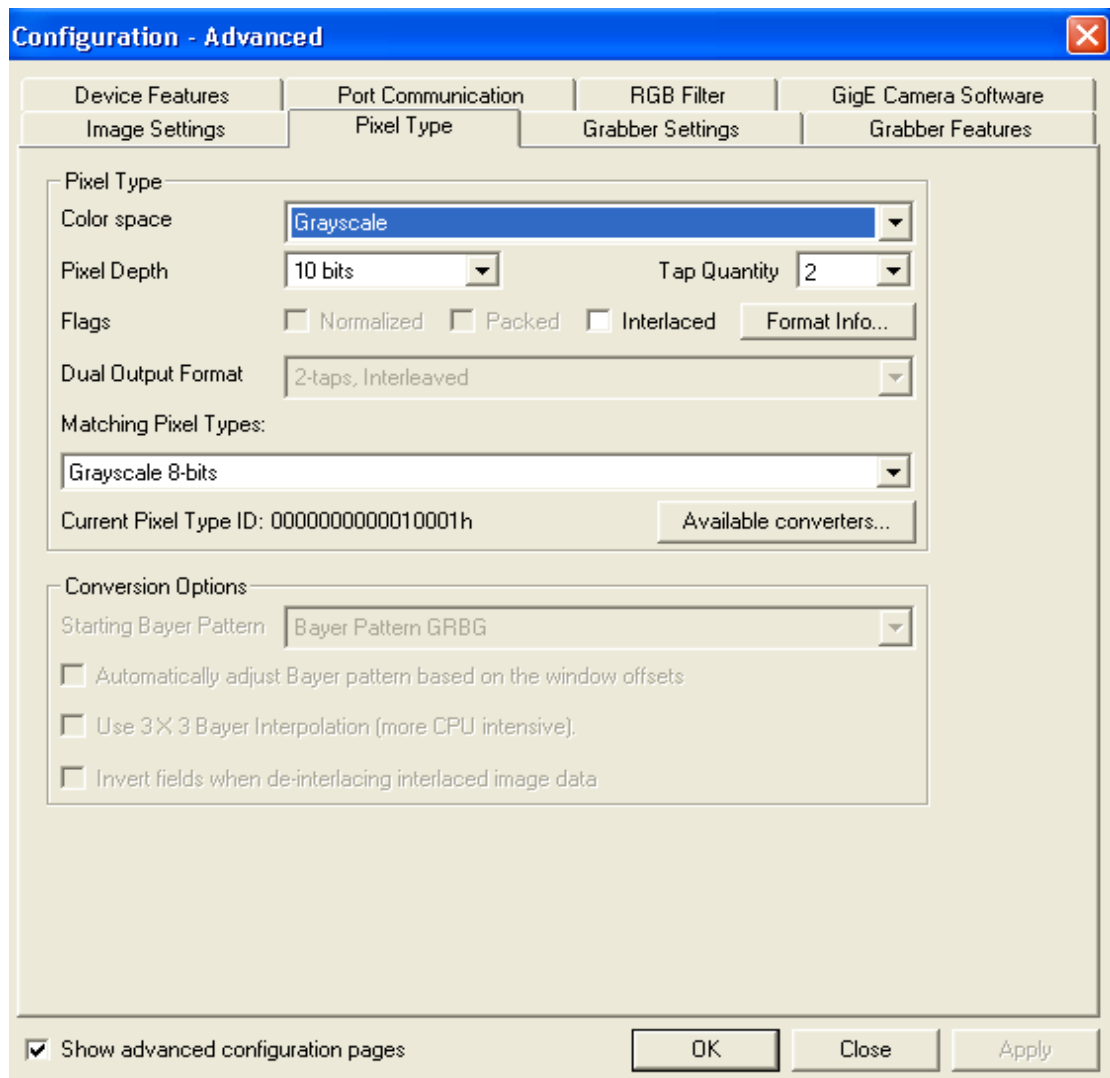 Configuration - Advanced
Device Features
Port Communication
RGB Filter
GigE Camera Software
Image Settings
Pixel Type
Grabber Settings
Grabber Features
Pixel Type
Color space
Grayscale
Pixel Depth
10 bits
Tap Quantity
2
Flags
Normalized
Packed
Interlaced
Format Info...
Dual Output Format
2-taps, Interleaved
Matching Pixel Types:
Grayscale 8-bits
Current Pixel Type ID: 0000000000010001h
Available converters...
Conversion Options
Starting Bayer Pattern
Bayer Pattern GRBG
Automatically adjust Bayer pattern based on the window offsets
Use 3 X 3 Bayer Interpolation (more CPU intensive).
Invert fields when de-interlacing interlaced image data
Show advanced configuration pages
OK
Close
Apply